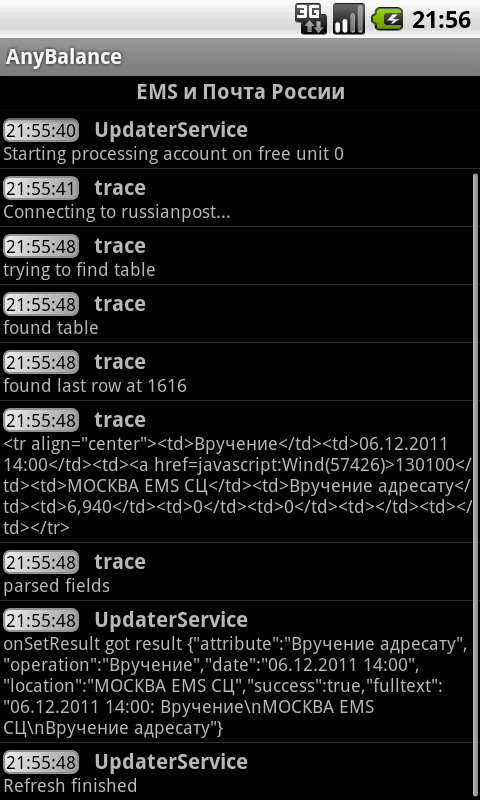 3G 21:56
AnyBalance
EMS и Почта России
21:55:40 UpdaterService
Starting processing account on free unit 0
21:55:41 trace
Connecting to russianpost...
21:55:48 trace
trying to find table
21:55:48 trace
found table
21:55:48 trace
found last row at 1616
21:55:48 trace
<tr align="center"><td>Вручение</td><td>06.12.2011
14:00</td><td><a href=javascript:Wind(57426)>130100</
td><td>МОСКВА EMS СЦ</td><td>Вручение адресату</
td><td>6,940</td><td>0</td><td>0</td><td></td><td></
td></tr>
21:55:48 trace
parsed fields
21:55:48 UpdaterService
onSetResult got result {"attribute":"Вручение адресату",
"operation":"Вручение","date":"06.12.2011 14:00",
"location":"МОСКВА EMS СЦ","success":true,"fulltext":
"06.12.2011 14:00: Вручение\nМОСКВА EMS
СЦ\nВручение адресату"}
21:55:48 UpdaterService
Refresh finished